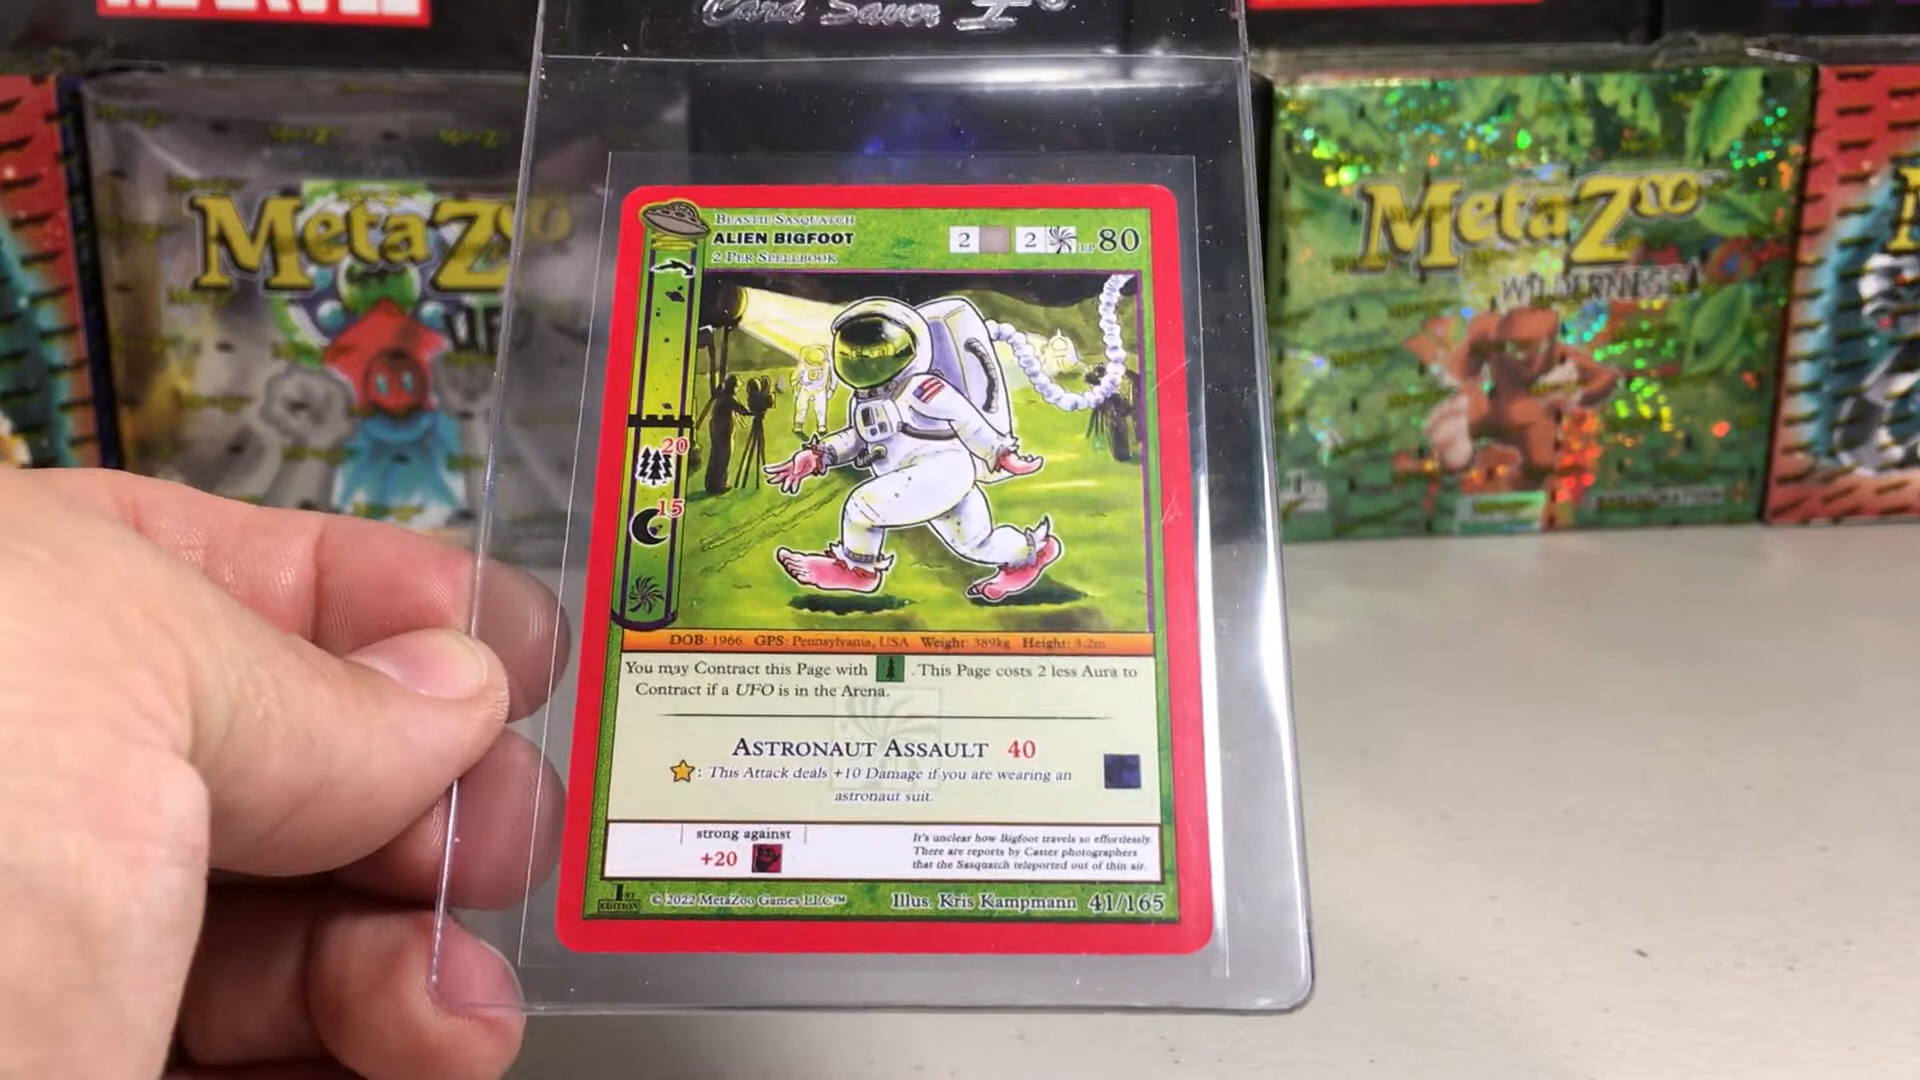 MARVEL
Card Saver I
MetaZoo
UFO
MetaZoo
WILDERNESS
BEASTIE: SASQUATCH
ALIEN BIGFOOT
2 PER SPELLBOOK
2 2 LP 80
20
15
DOB: 1966 GPS: Pennsylvania, USA Weight: 389kg Height: 3.2m
You may Contract this Page with . This Page costs 2 less Aura to
Contract if a UFO is in the Arena.
ASTRONAUT ASSAULT 40
: This Attack deals +10 Damage if you are wearing an
astronaut suit.
strong against
+20
It's unclear how Bigfoot travels so effortlessly.
There are reports by Caster photographers
that the Sasquatch teleported out of thin air.
1ST EDITION
© 2022 MetaZoo Games LLC™ Illus. Kris Kampmann 41/165